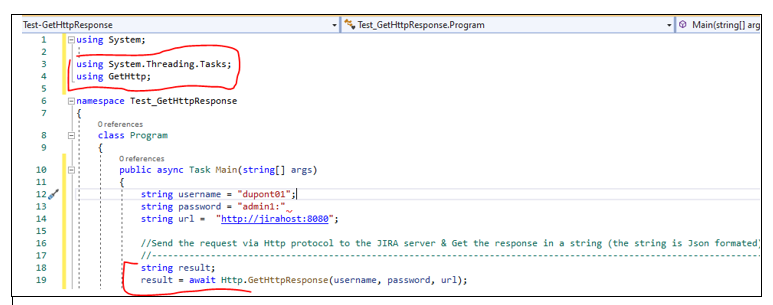 Test-GetHttpResponse Test_GetHttpResponse.Program Main(string[] arg
1 using System;
2
3 using System.Threading.Tasks;
4 using GetHttp;
5
6 namespace Test_GetHttpResponse
7 {
0 references
8 class Program
9 {
0 references
10 public async Task Main(string[] args)
11 {
12 string username = "dupont01";
13 string password = "admin1:"
14 string url = "http://jirahost:8080";
15
16 //Send the request via Http protocol to the JIRA server & Get the response in a string (the string is Json formated)
17 //----------------------------------------------------------------------
18 string result;
19 result = await Http.GetHttpResponse(username, password, url);